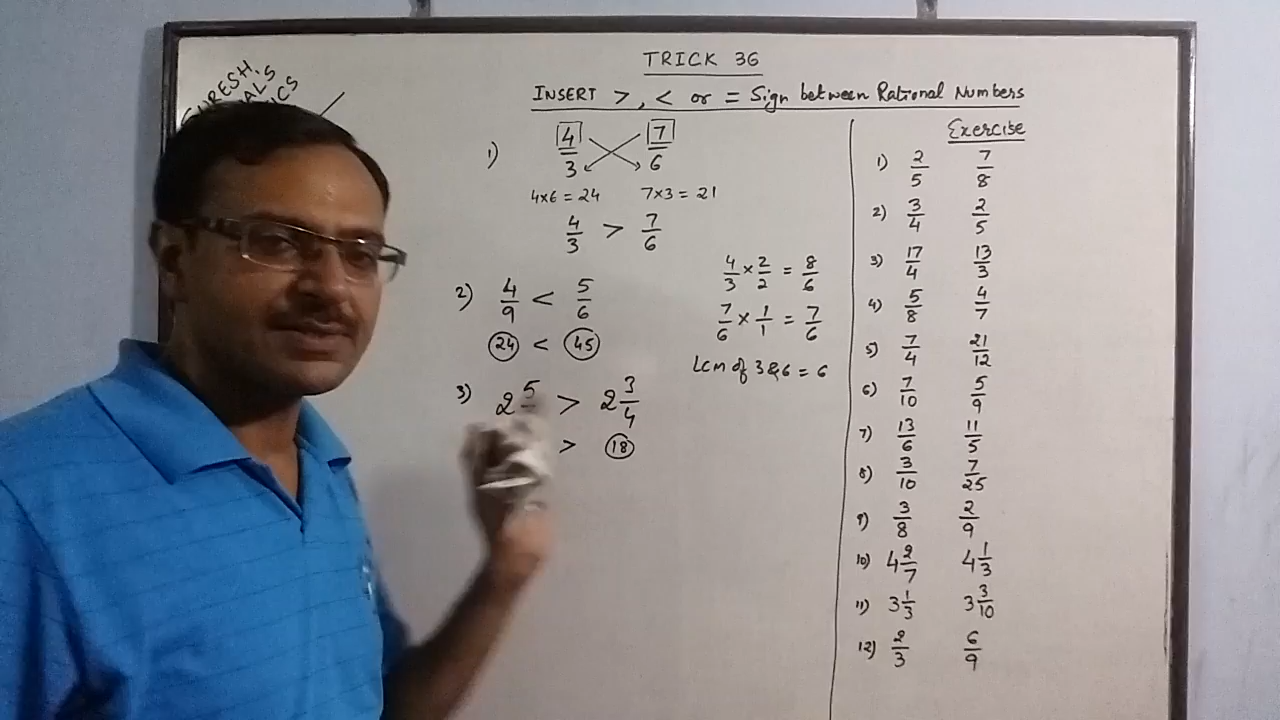 TRICK 36
INSERT >, < or = Sign between Rational Numbers
1) 4/3 7/6
4x6 = 24 7x3 = 21
4/3 > 7/6
2) 4/9 < 5/6
24 < 45
3) 2 5 > 2 3/4
> 18
4/3 x 2/2 = 8/6
7/6 x 1/1 = 7/6
Lcm of 3 & 6 = 6
Exercise
1) 2/5 7/8
2) 3/4 2/5
3) 17/4 13/3
4) 5/8 4/7
5) 7/4 21/12
6) 7/10 5/9
7) 13/6 11/5
8) 3/10 7/25
9) 3/8 2/9
10) 4 2/7 4 1/3
11) 3 1/3 3 3/10
12) 2/3 6/9